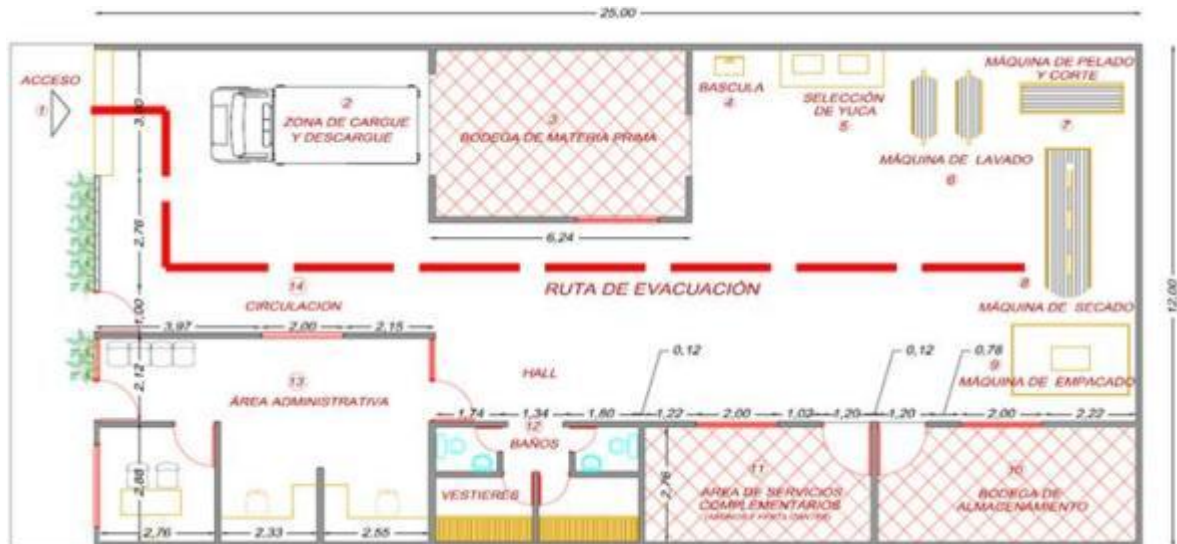 25,00
ACCESO
1
3,80
2
ZONA DE CARGUE
Y DESCARGUE
3
BODEGA DE MATERIA PRIMA
BASCULA
4
SELECCIÓN
DE YUCA
5
MÁQUINA DE LAVADO
6
MÁQUINA DE PELADO
Y CORTE
7
12,00
2,76
6,24
14
CIRCULACION
RUTA DE EVACUACIÓN
8
MÁQUINA DE SECADO
1,00
3,97
2,00
2,15
9
MÁQUINA DE EMPACADO
2,12
13
ÁREA ADMINISTRATIVA
HALL
0,12
0,12
0,78
1,74
1,34
1,80
1,22
2,00
1,02
1,20
1,20
2,00
2,22
12
BAÑOS
2,88
VESTIERES
2,76
11
AREA DE SERVICIOS
COMPLEMENTARIOS
10
BODEGA DE
ALMACENAMIENTO
2,76
2,33
2,55